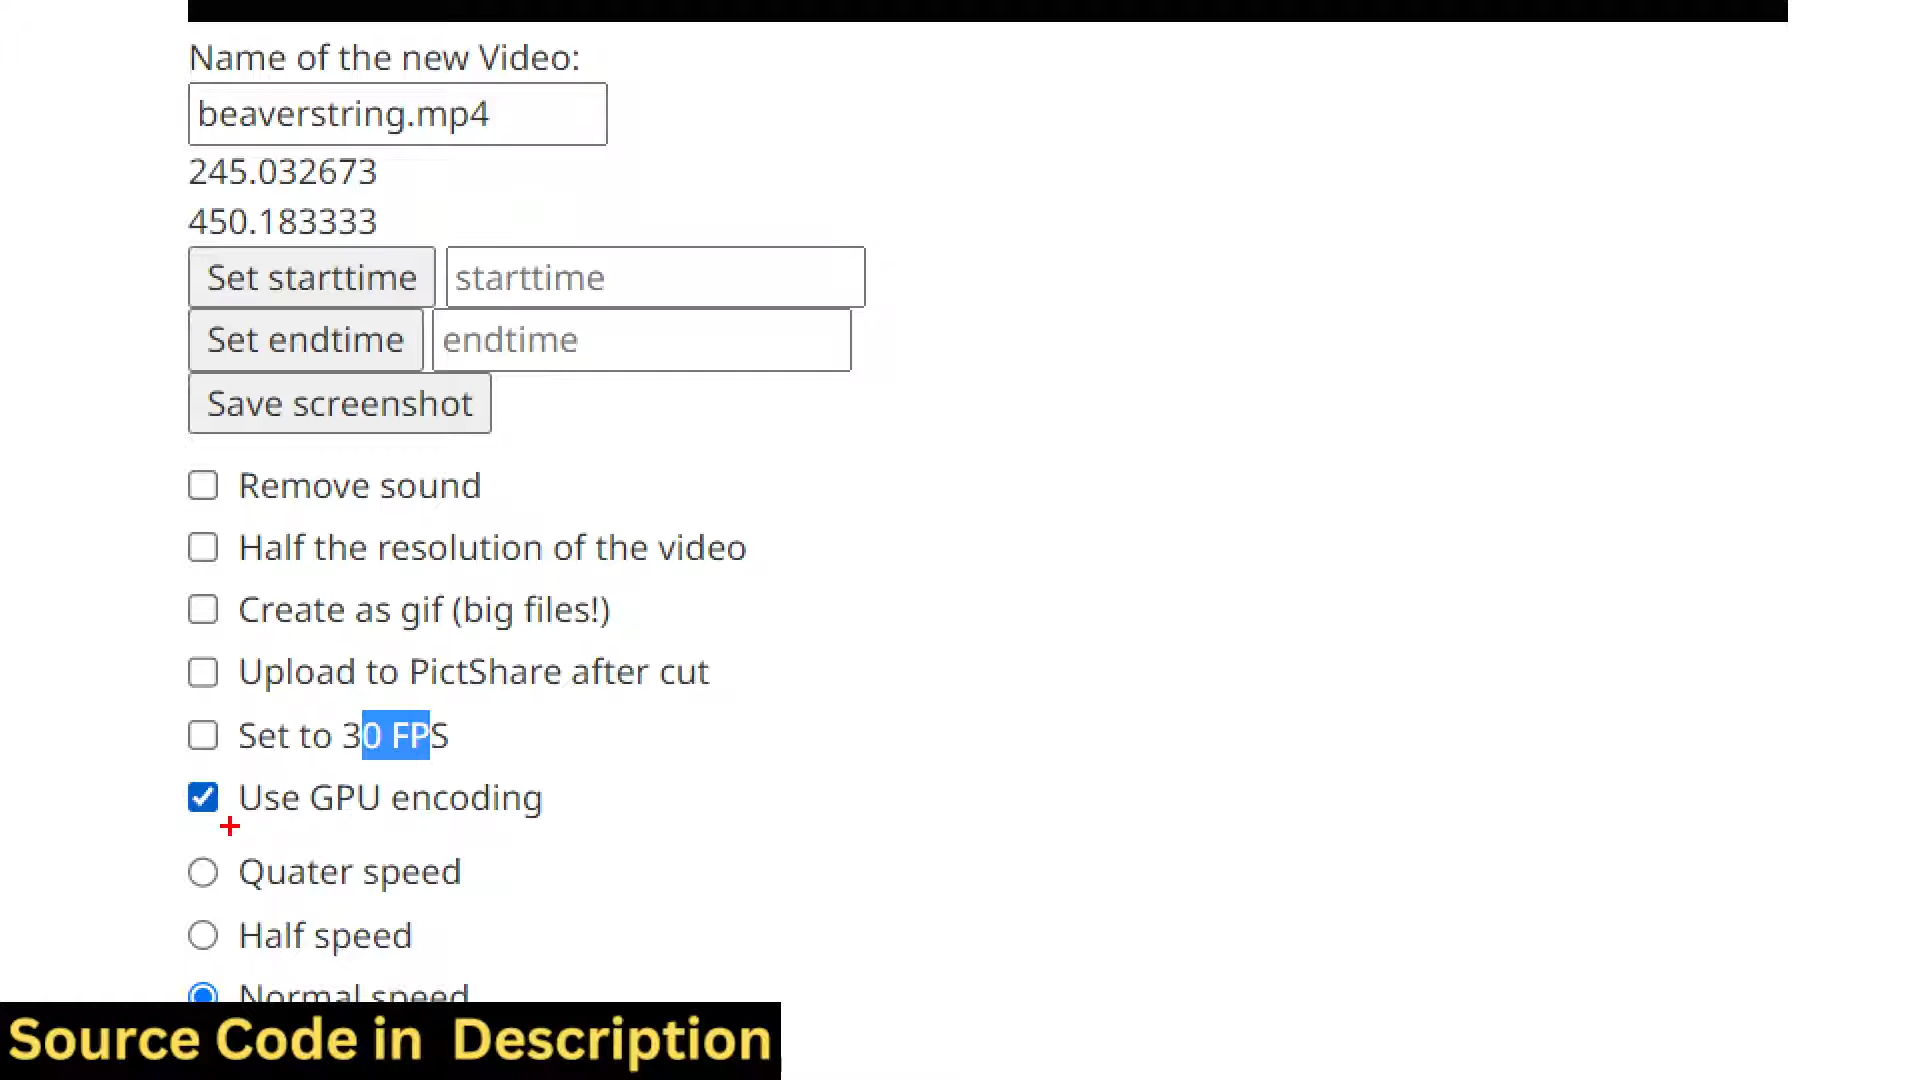 Name of the new Video:
beaverstring.mp4
245.032673
450.183333
Set starttime starttime
Set endtime endtime
Save screenshot
Remove sound
Half the resolution of the video
Create as gif (big files!)
Upload to PictShare after cut
Set to 30 FPS
Use GPU encoding
Quater speed
Half speed
Normal speed
Source Code in Description